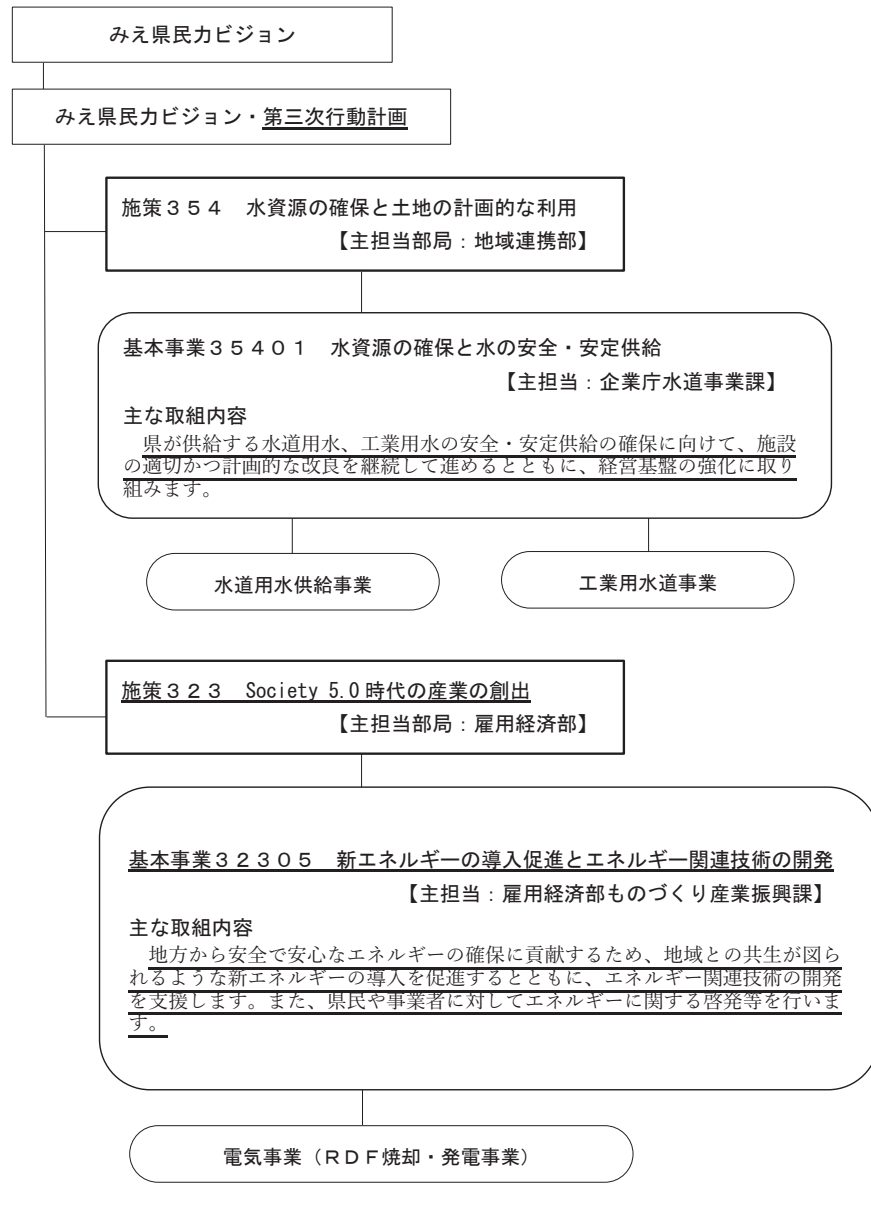 みえ県民力ビジョン
みえ県民力ビジョン・第三次行動計画
施策３５４　水資源の確保と土地の計画的な利用
【主担当部局：地域連携部】
基本事業３５４０１　水資源の確保と水の安全・安定供給
【主担当：企業庁水道事業課】
主な取組内容
　県が供給する水道用水、工業用水の安全・安定供給の確保に向けて、施設
の適切かつ計画的な改良を継続して進めるとともに、経営基盤の強化に取り
組みます。
水道用水供給事業
工業用水道事業
施策３２３　Society 5.0時代の産業の創出
【主担当部局：雇用経済部】
基本事業３２３０５　新エネルギーの導入促進とエネルギー関連技術の開発
【主担当：雇用経済部ものづくり産業振興課】
主な取組内容
　地方から安全で安心なエネルギーの確保に貢献するため、地域との共生が図ら
れるような新エネルギーの導入を促進するとともに、エネルギー関連技術の開発
を支援します。また、県民や事業者に対してエネルギーに関する啓発等を行いま
す。
電気事業（ＲＤＦ焼却・発電事業）